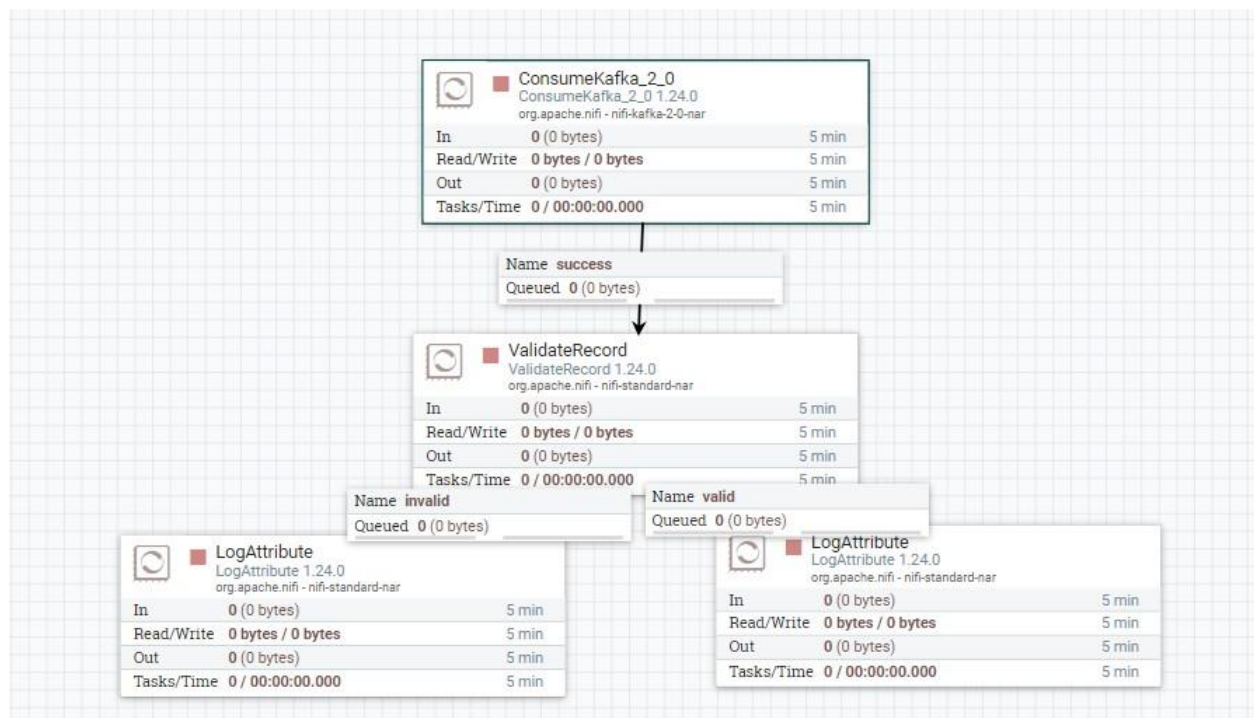 ConsumeKafka_2_0
ConsumeKafka_2_0 1.24.0
org.apache.nifi - nifi-kafka-2-0-nar
In 0 (0 bytes) 5 min
Read/Write 0 bytes / 0 bytes 5 min
Out 0 (0 bytes) 5 min
Tasks/Time 0 / 00:00:00.000 5 min
Name success
Queued 0 (0 bytes)
ValidateRecord
ValidateRecord 1.24.0
org.apache.nifi - nifi-standard-nar
In 0 (0 bytes) 5 min
Read/Write 0 bytes / 0 bytes 5 min
Out 0 (0 bytes) 5 min
Tasks/Time 0 / 00:00:00.000 5 min
Name invalid
Queued 0 (0 bytes)
Name valid
Queued 0 (0 bytes)
LogAttribute
LogAttribute 1.24.0
org.apache.nifi - nifi-standard-nar
In 0 (0 bytes) 5 min
Read/Write 0 bytes / 0 bytes 5 min
Out 0 (0 bytes) 5 min
Tasks/Time 0 / 00:00:00.000 5 min
LogAttribute
LogAttribute 1.24.0
org.apache.nifi - nifi-standard-nar
In 0 (0 bytes) 5 min
Read/Write 0 bytes / 0 bytes 5 min
Out 0 (0 bytes) 5 min
Tasks/Time 0 / 00:00:00.000 5 min